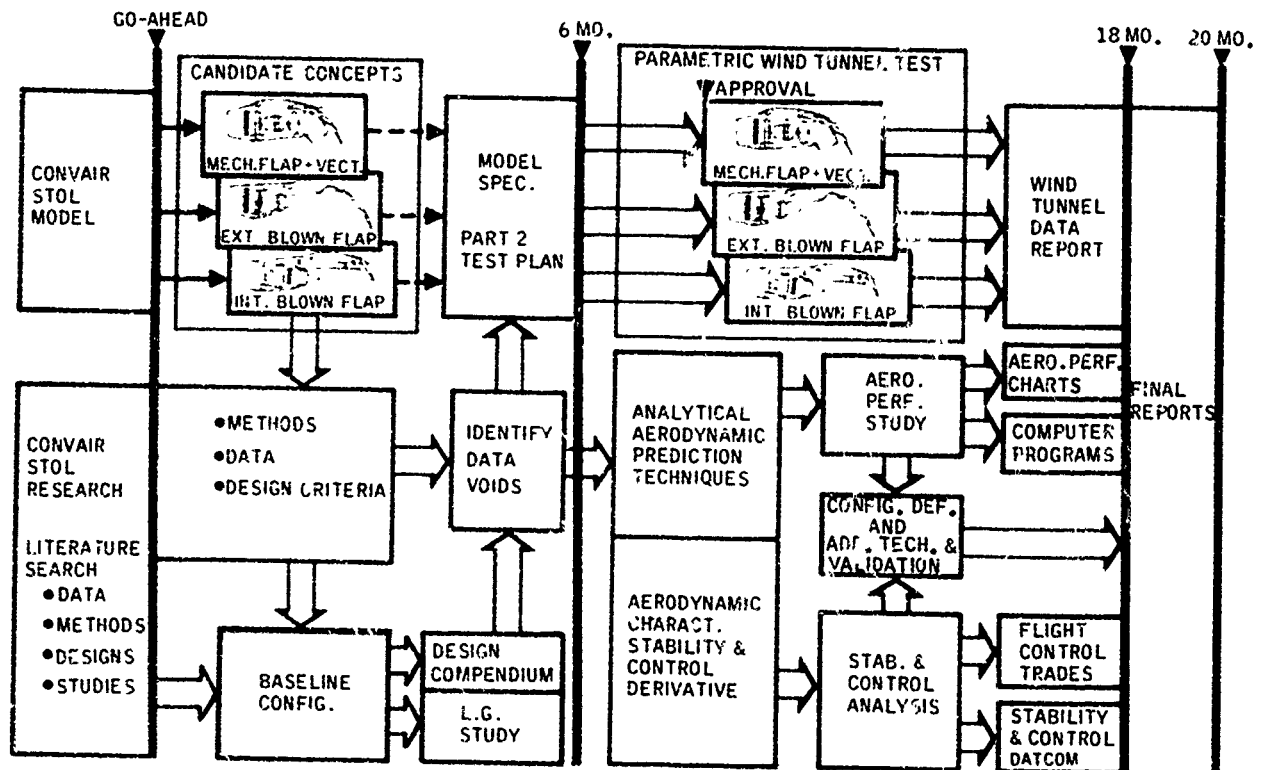 GO-AHEAD
6 MO.
18 MO.
20 MO.
CONVAIR
STOL
MODEL
CANDIDATE CONCEPTS
MECH.FLAP+VECT.
EXT. BLOWN FLAP
INT. BLOWN FLAP
MODEL
SPEC.
PART 2
TEST PLAN
PARAMETRIC WIND TUNNEL TEST
APPROVAL
MECH.FLAP+VECT.
EXT. BLOWN FLAP
INT. BLOWN FLAP
WIND
TUNNEL
DATA
REPORT
CONVAIR
STOL
RESEARCH
LITERATURE
SEARCH
•DATA
•METHODS
•DESIGNS
•STUDIES
•METHODS
•DATA
•DESIGN CRITERIA
IDENTIFY
DATA
VOIDS
BASELINE
CONFIG.
DESIGN
COMPENDIUM
L.G.
STUDY
ANALYTICAL
AERODYNAMIC
PREDICTION
TECHNIQUES
AERODYNAMIC
CHARACT.
STABILITY &
CONTROL
DERIVATIVE
AERO.
PERF.
STUDY
CONFIG. DEF.
AND
TECH. &
VALIDATION
STAB. &
CONTROL
ANALYSIS
AERO.PERF.
CHARTS
COMPUTER
PROGRAMS
FLIGHT
CONTROL
TRADES
STABILITY
& CONTROL
DATCOM
FINAL
REPORTS